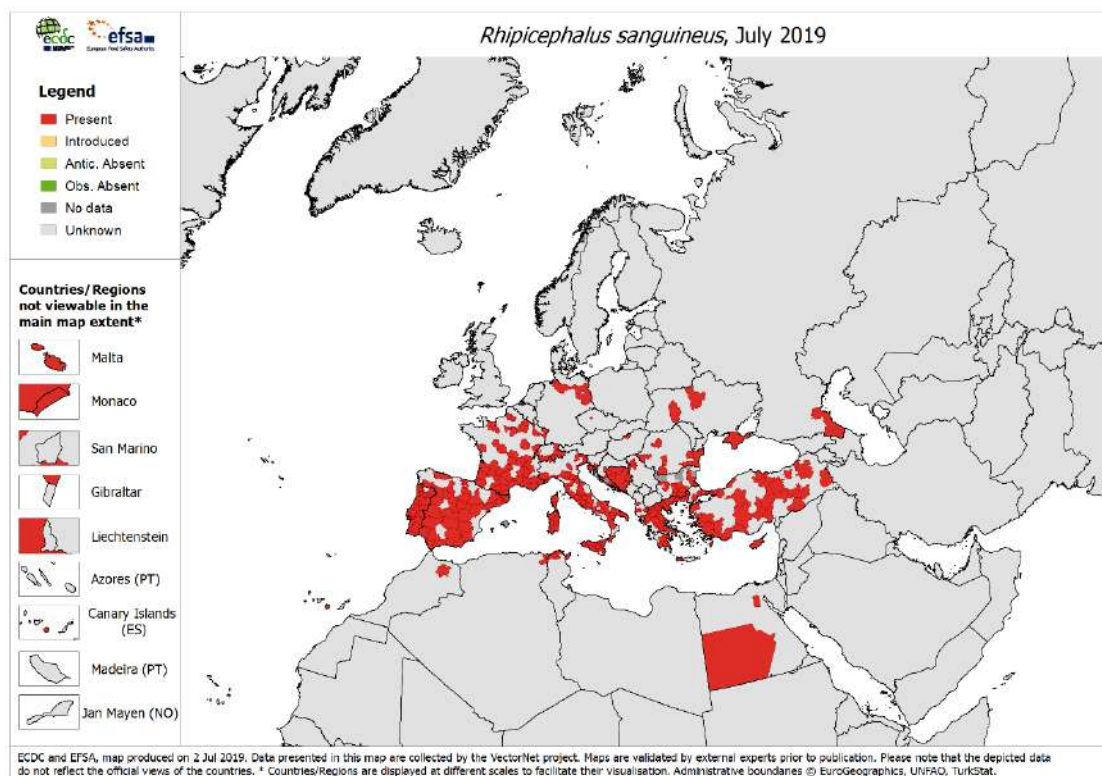 ecdc
efsa
European Food Safety Authority
Rhipicephalus sanguineus, July 2019
Legend
Present
Introduced
Antic. Absent
Obs. Absent
No data
Unknown
Countries/Regions
not viewable in the
main map extent*
Malta
Monaco
San Marino
Gibraltar
Liechtenstein
Azores (PT)
Canary Islands
(ES)
Madeira (PT)
Jan Mayen (NO)
ECDC and EFSA, map produced on 2 Jul 2019. Data presented in this map are collected by the VectorNet project. Maps are validated by external experts prior to publication. Please note that the depicted data
do not reflect the official views of the countries. * Countries/Regions are displayed at different scales to facilitate their visualisation. Administrative boundaries © EuroGeographics, UNFAO, TurkStat.